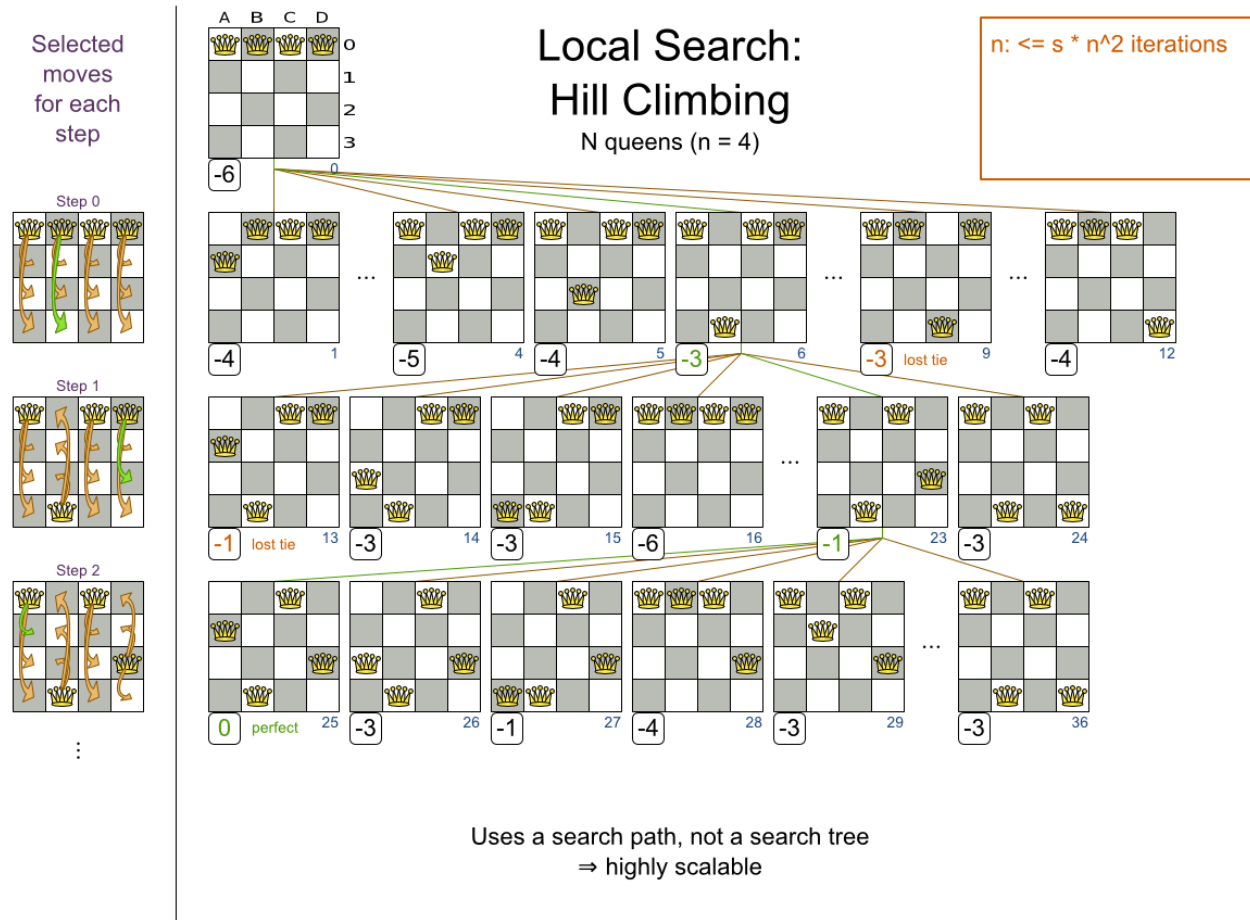 Selected
moves
for each
step
A B C D
0
1
2
3
-6
0
Local Search:
Hill Climbing
N queens (n = 4)
n: <= s * n^2 iterations
Step 0
...
...
...
-4
1
-5
4
-4
5
-3
6
-3
lost tie
9
-4
12
Step 1
...
-1
lost tie
13
-3
14
-3
15
-6
16
-1
23
-3
24
Step 2
...
0
perfect
25
-3
26
-1
27
-4
28
-3
29
-3
36
⋮
Uses a search path, not a search tree
⇒ highly scalable